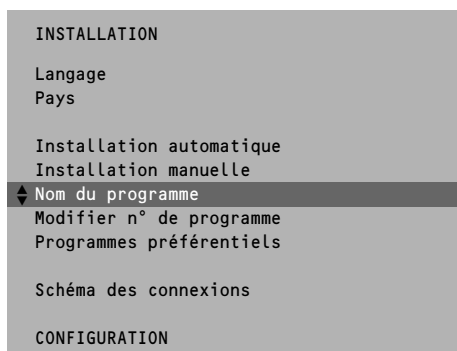 INSTALLATION
Langage
Pays
Installation automatique
Installation manuelle
Nom du programme
Modifier n° de programme
Programmes préférentiels
Schéma des connexions
CONFIGURATION